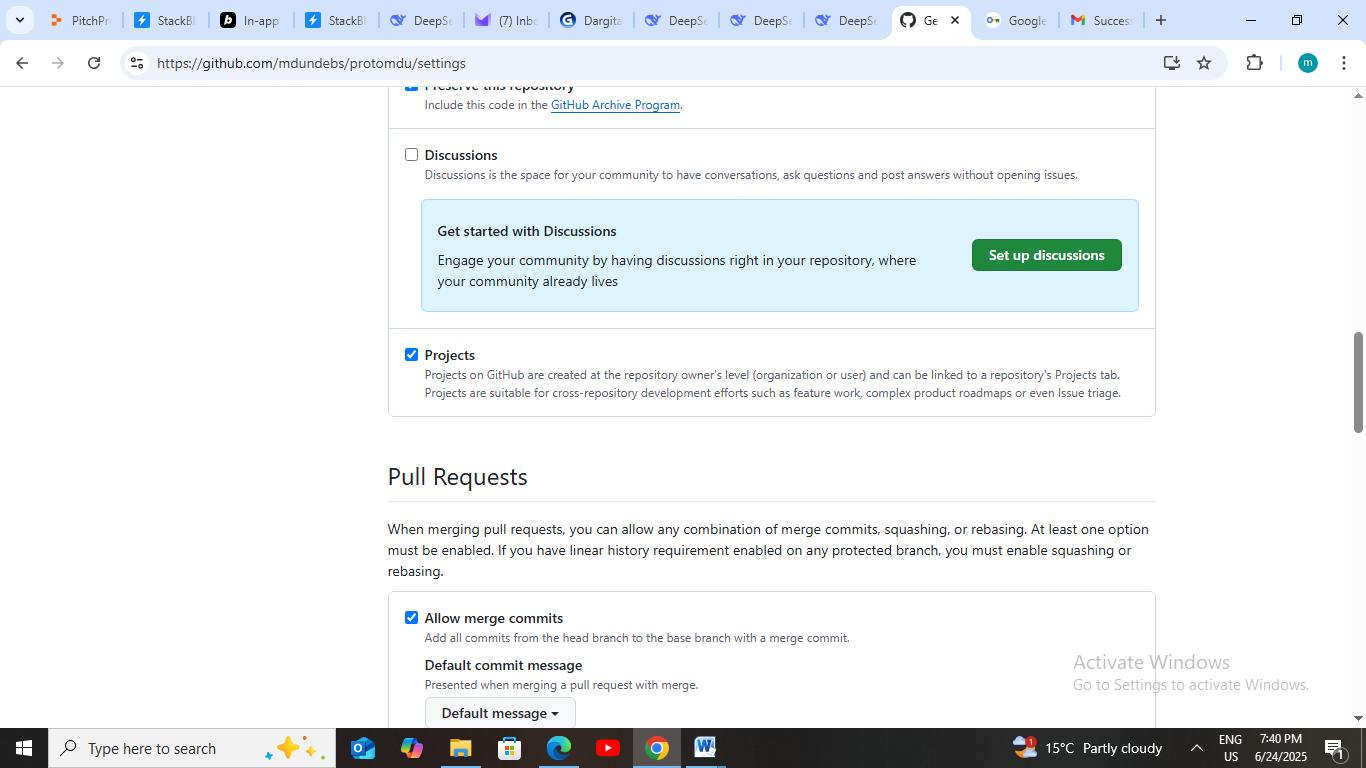 PitchPr
StackBl
In-app
StackBl
DeepSe
(7) Inb
Dargita
DeepSe
DeepSe
DeepSe
Ge
Google
Succes
https://github.com/mdundebs/protomdu/settings
m
Preserve this repository
Include this code in the GitHub Archive Program.
Discussions
Discussions is the space for your community to have conversations, ask questions and post answers without opening issues.
Get started with Discussions
Engage your community by having discussions right in your repository, where
your community already lives
Set up discussions
Projects
Projects on GitHub are created at the repository owner's level (organization or user) and can be linked to a repository's Projects tab.
Projects are suitable for cross-repository development efforts such as feature work, complex product roadmaps or even Issue triage.
Pull Requests
When merging pull requests, you can allow any combination of merge commits, squashing, or rebasing. At least one option
must be enabled. If you have linear history requirement enabled on any protected branch, you must enable squashing or
rebasing.
Allow merge commits
Add all commits from the head branch to the base branch with a merge commit.
Default commit message
Presented when merging a pull request with merge.
Default message
Activate Windows
Go to Settings to activate Windows.
Type here to search
1
15°C Partly cloudy
ENG
US
7:40 PM
6/24/2025
1